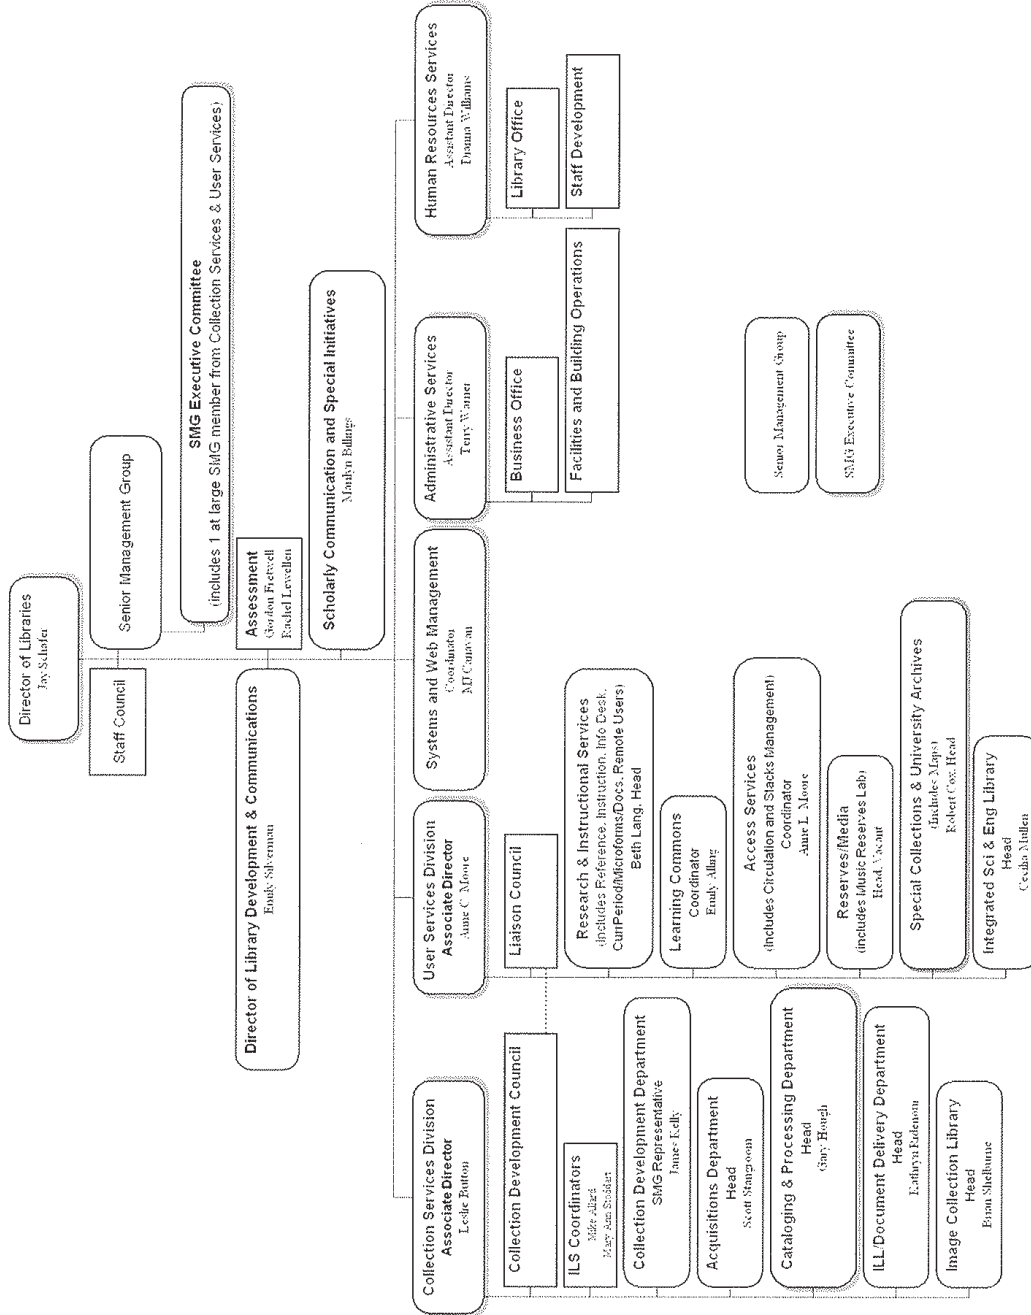 Director of Libraries
Jay Schafer
Staff Council
Senior Management Group
SMG Executive Committee
(includes 1 at large SMG member from Collection Services & User Services)
Director of Library Development & Communications
Emily Silverman
Assessment
Gordon Fretwell
Rachel Lewellen
Scholarly Communication and Special Initiatives
Marilyn Billings
Collection Services Division
Associate Director
Leslie Button
User Services Division
Associate Director
Anne C. Moore
Systems and Web Management
Coordinator
MJ Canavan
Administrative Services
Assistant Director
Terry Warner
Human Resources Services
Assistant Director
Dianna Williams
Collection Development Council
ILS Coordinators
Mike Allard
Mary Ann Stoddart
Collection Development Department
SMG Representative
James Kelly
Acquisitions Department
Head
Scott Stangroom
Cataloging & Processing Department
Head
Gary Hough
ILL/Document Delivery Department
Head
Kathryn
Image Collection Library
Head
Brian Shelburne
Liaison Council
Research & Instructional Services
(includes Reference, Instruction, Info Desk,
CurrPeriod/Microforms/Docs, Remote Users)
Beth Lang, Head
Learning Commons
Coordinator
Emily Alling
Access Services
(Includes Circulation and Stacks Management)
Coordinator
Anne L. Moore
Reserves/Media
(includes Music Reserves Lab)
Head, Vacant
Special Collections & University Archives
(Includes Maps)
Robert Cox, Head
Integrated Sci & Eng Library
Head
Cecilia Mullen
Business Office
Facilities and Building Operations
Library Office
Staff Development
Senior Management Group
SMG Executive Committee